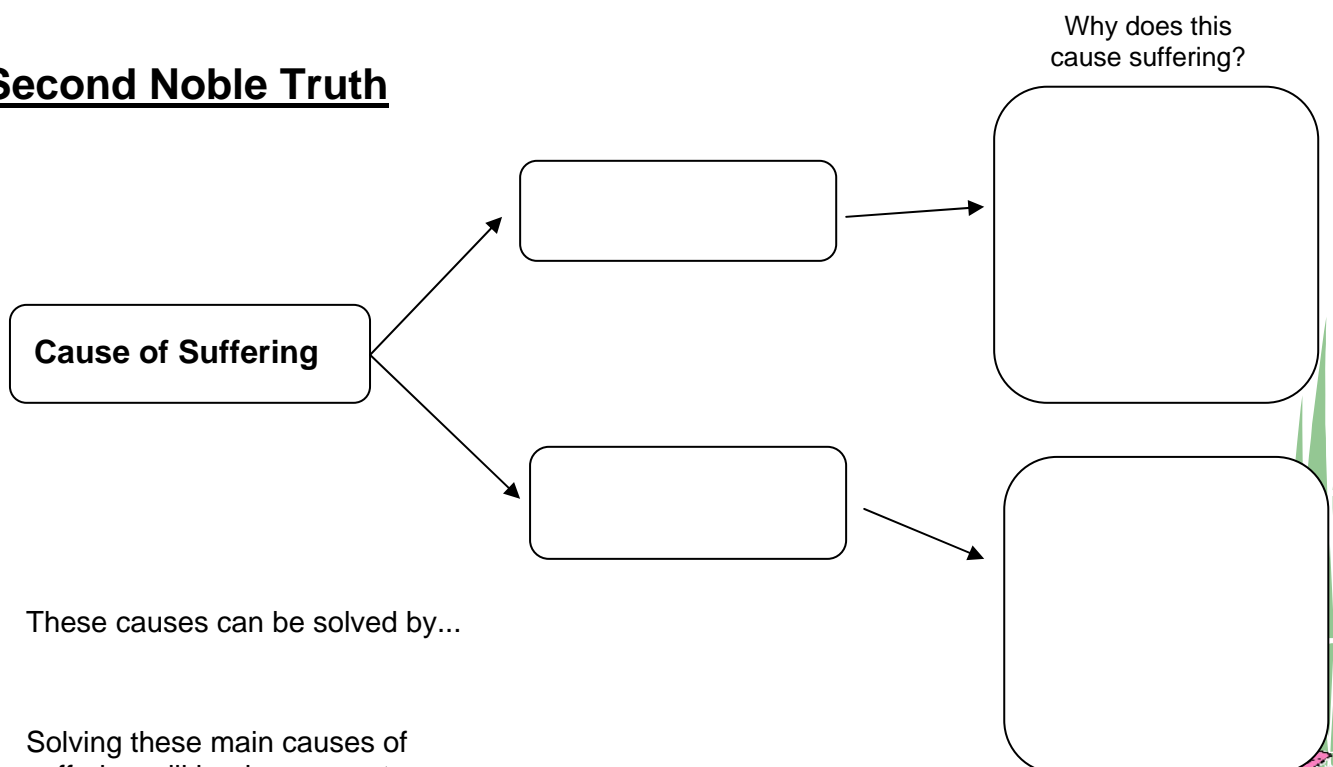 Why does this
cause suffering?
Second Noble Truth
Cause of Suffering
These causes can be solved by...
Solving these main causes of